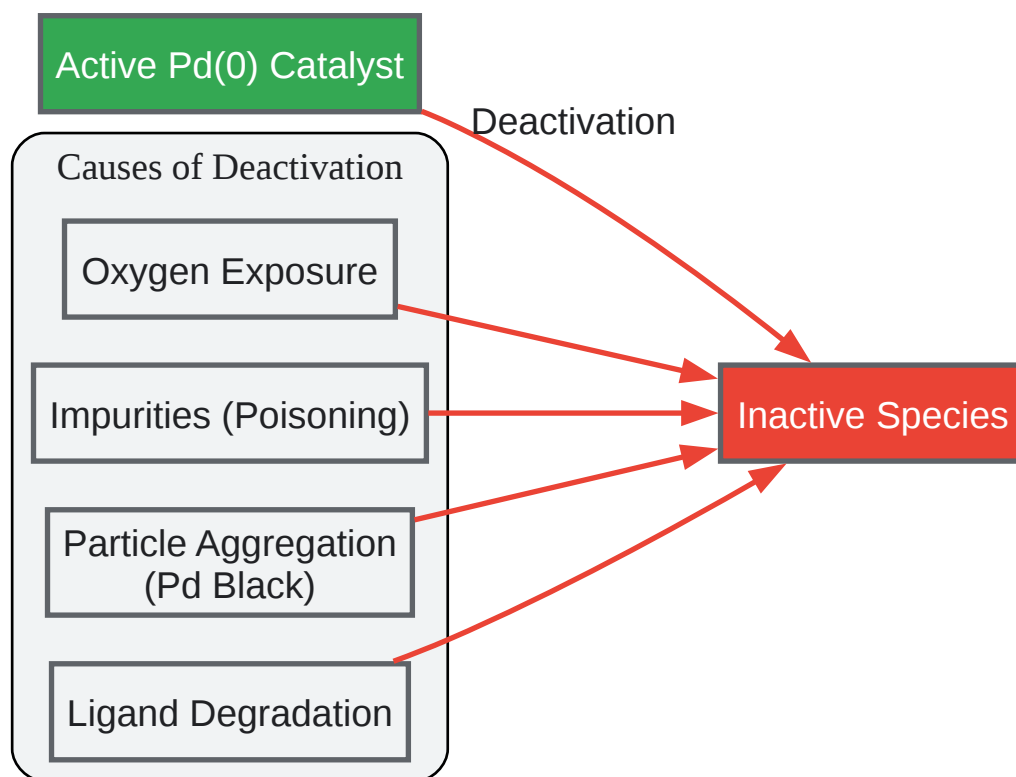 Active Pd(0) Catalyst
Deactivation
Causes of Deactivation
Oxygen Exposure
Impurities (Poisoning)
Inactive Species
Particle Aggregation
(Pd Black)
Ligand Degradation